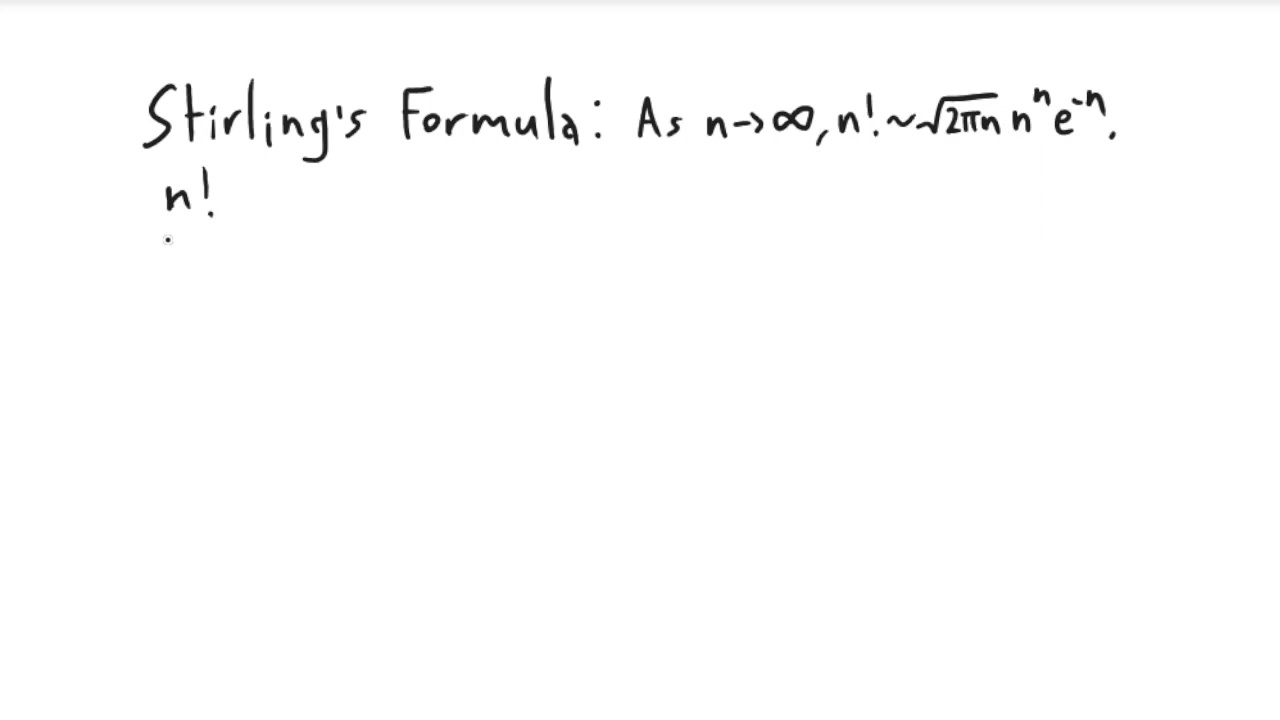 Stirling's Formula: As n→∞, n! ~ √(2πn) nⁿe⁻ⁿ.
n!